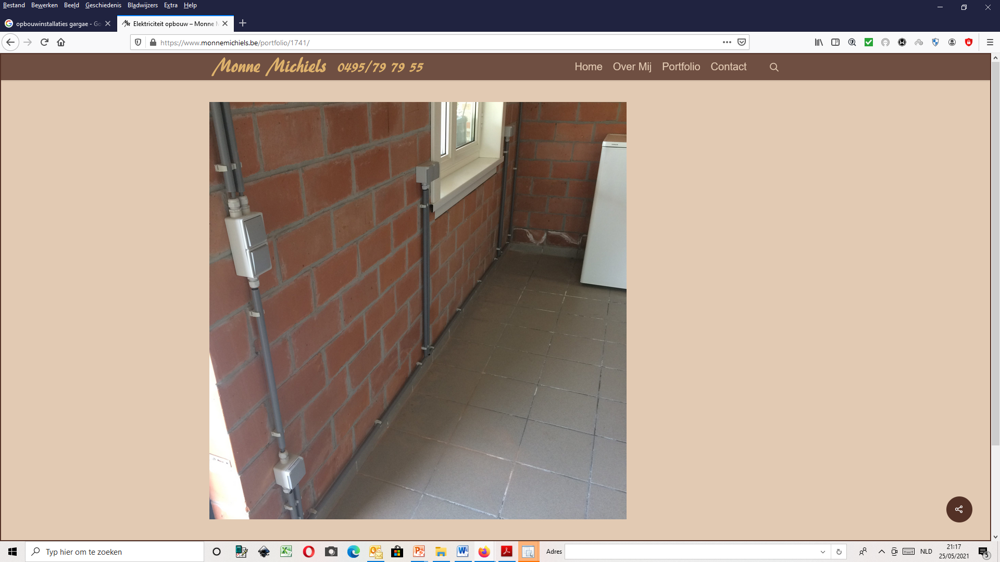 Bestand Bewerken Beeld Geschiedenis Bladwijzers Extra Help
opbouwinstallaties gargae - Go
Elektriciteit opbouw – Monne M
https://www.monnemichiels.be/portfolio/1741/
Monne Michiels 0495/79 79 55
Home Over Mij Portfolio Contact
Typ hier om te zoeken
Adres
NLD
21:17
25/05/2021
5